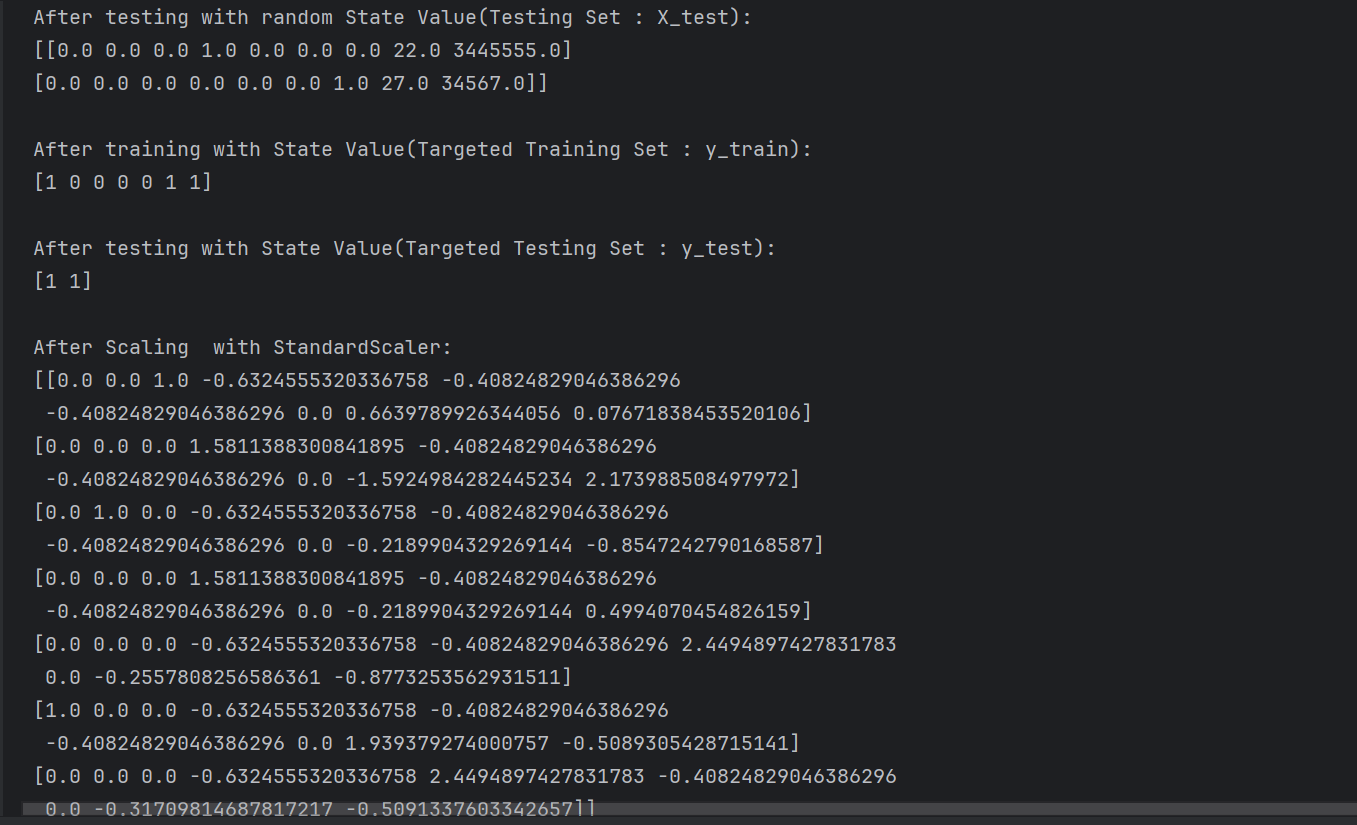 After testing with random State Value(Testing Set : X_test):
[[0.0 0.0 0.0 1.0 0.0 0.0 0.0 22.0 3445555.0]
[0.0 0.0 0.0 0.0 0.0 0.0 1.0 27.0 34567.0]]
After training with State Value(Targeted Training Set : y_train):
[1 0 0 0 0 1 1]
After testing with State Value(Targeted Testing Set : y_test):
[1 1]
After Scaling  with StandardScaler:
[[0.0 0.0 1.0 -0.6324555320336758 -0.40824829046386296
-0.40824829046386296 0.0 0.6639789926344056 0.07671838453520106]
[0.0 0.0 0.0 1.5811388300841895 -0.40824829046386296
-0.40824829046386296 0.0 -1.5924984282445234 2.173988508497972]
[0.0 1.0 0.0 -0.6324555320336758 -0.40824829046386296
-0.40824829046386296 0.0 -0.2189904329269144 -0.8547242790168587]
[0.0 0.0 0.0 1.5811388300841895 -0.40824829046386296
-0.40824829046386296 0.0 -0.2189904329269144 0.4994070454826159]
[0.0 0.0 0.0 -0.6324555320336758 -0.40824829046386296 2.4494897427831783
0.0 -0.2557808256586361 -0.8773253562931511]
[1.0 0.0 0.0 -0.6324555320336758 -0.40824829046386296
-0.40824829046386296 0.0 1.939379274000757 -0.5089305428715141]
[0.0 0.0 0.0 -0.6324555320336758 2.4494897427831783 -0.40824829046386296
0.0 -0.31709814687817217 -0.5091337603342657]]